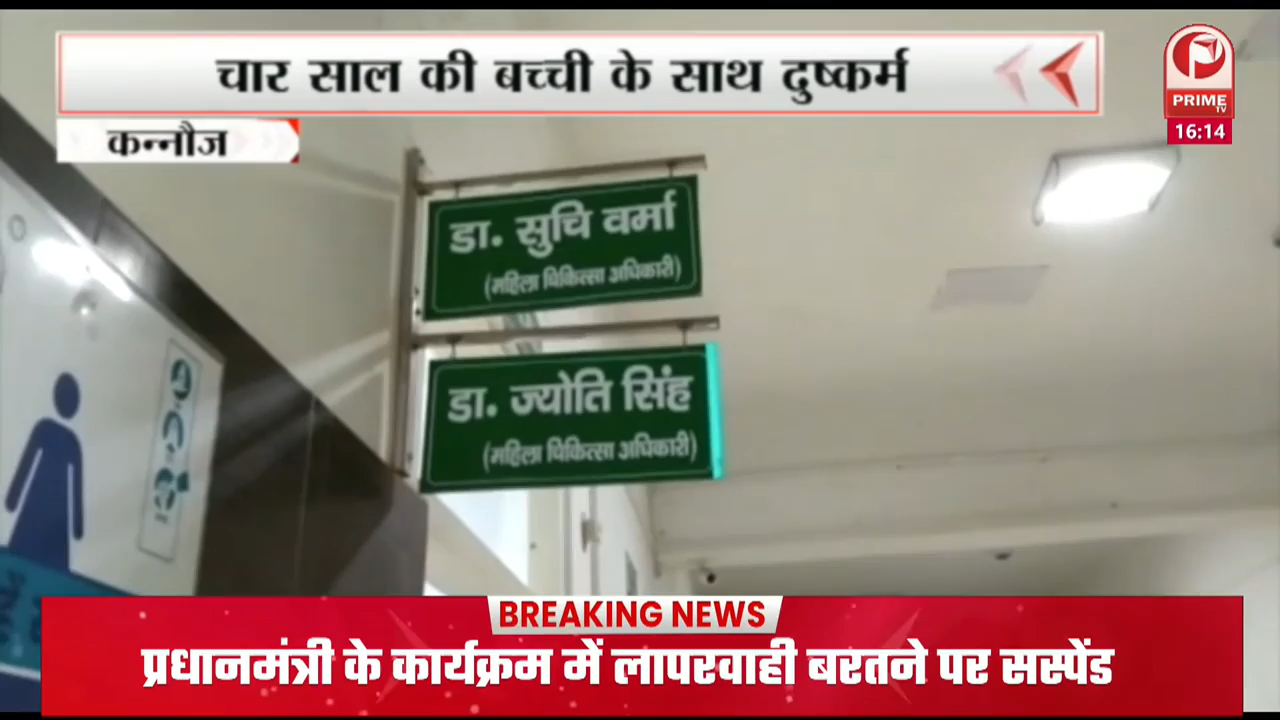 चार साल की बच्ची के साथ दुष्कर्म
PRIME
TV
16:14
कन्नौज
डा. सुचि वर्मा
(महिला चिकित्सा अधिकारी)
डा. ज्योति सिंह
(महिला चिकित्सा अधिकारी)
BREAKING NEWS
प्रधानमंत्री के कार्यक्रम में लापरवाही बरतने पर सस्पेंड